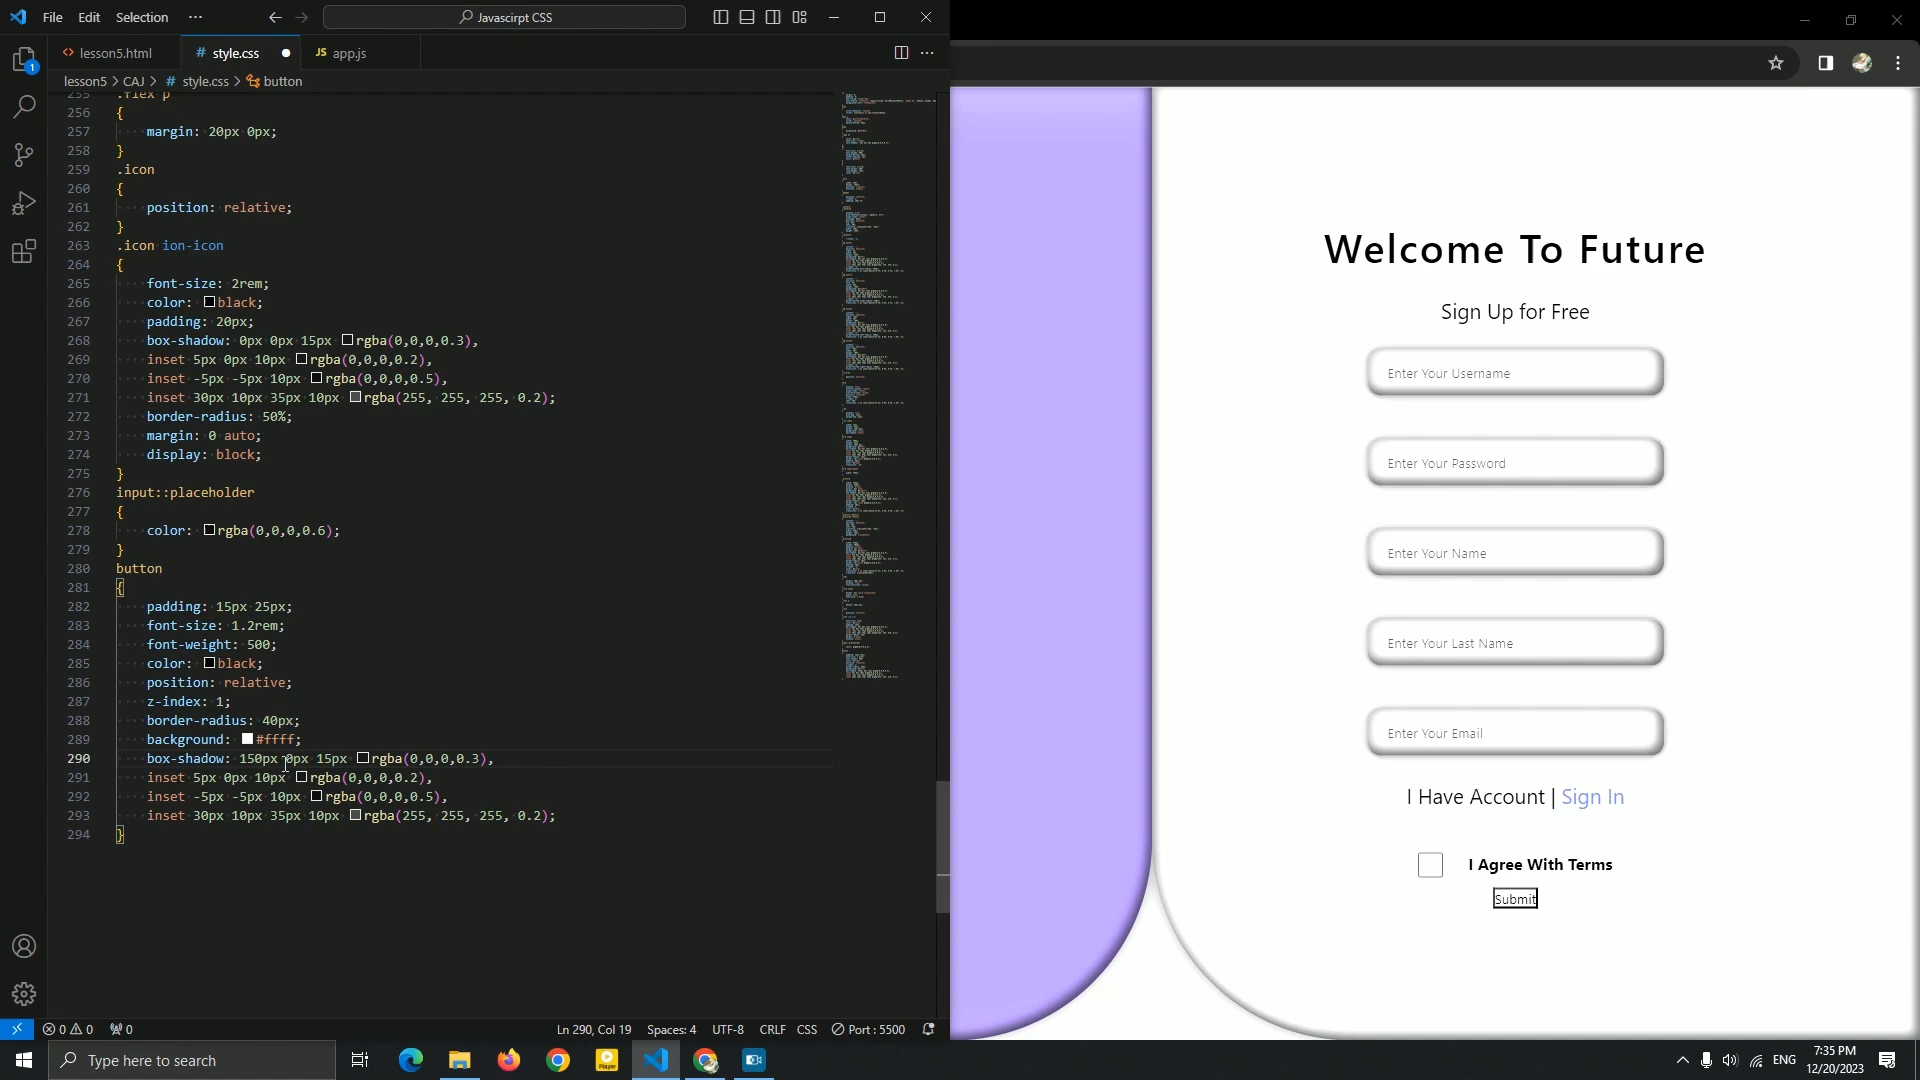 File Edit Selection ··· Javascirpt CSS
lesson5.html style.css app.js
lesson5 > CAJ > # style.css > button
255 .flex p
256 {
257 margin: 20px 0px;
258 }
259 .icon
260 {
261 position: relative;
262 }
263 .icon ion-icon
264 {
265 font-size: 2rem;
266 color: black;
267 padding: 20px;
268 box-shadow: 0px 0px 15px rgba(0,0,0,0.3),
269 inset 5px 0px 10px rgba(0,0,0,0.2),
270 inset -5px -5px 10px rgba(0,0,0,0.5),
271 inset 30px 10px 35px 10px rgba(255, 255, 255, 0.2);
272 border-radius: 50%;
273 margin: 0 auto;
274 display: block;
275 }
276 input::placeholder
277 {
278 color: rgba(0,0,0,0.6);
279 }
280 button
281 {
282 padding: 15px 25px;
283 font-size: 1.2rem;
284 font-weight: 500;
285 color: black;
286 position: relative;
287 z-index: 1;
288 border-radius: 40px;
289 background: #ffff;
290 box-shadow: 150px 0px 15px rgba(0,0,0,0.3),
291 inset 5px 0px 10px rgba(0,0,0,0.2),
292 inset -5px -5px 10px rgba(0,0,0,0.5),
293 inset 30px 10px 35px 10px rgba(255, 255, 255, 0.2);
294 }
Welcome To Future
Sign Up for Free
Enter Your Username
Enter Your Password
Enter Your Name
Enter Your Last Name
Enter Your Email
I Have Account | Sign In
I Agree With Terms
Submit
0 0 0 Ln 290, Col 19 Spaces: 4 UTF-8 CRLF CSS Port : 5500
Type here to search
Player
ENG
7:35 PM
12/20/2023